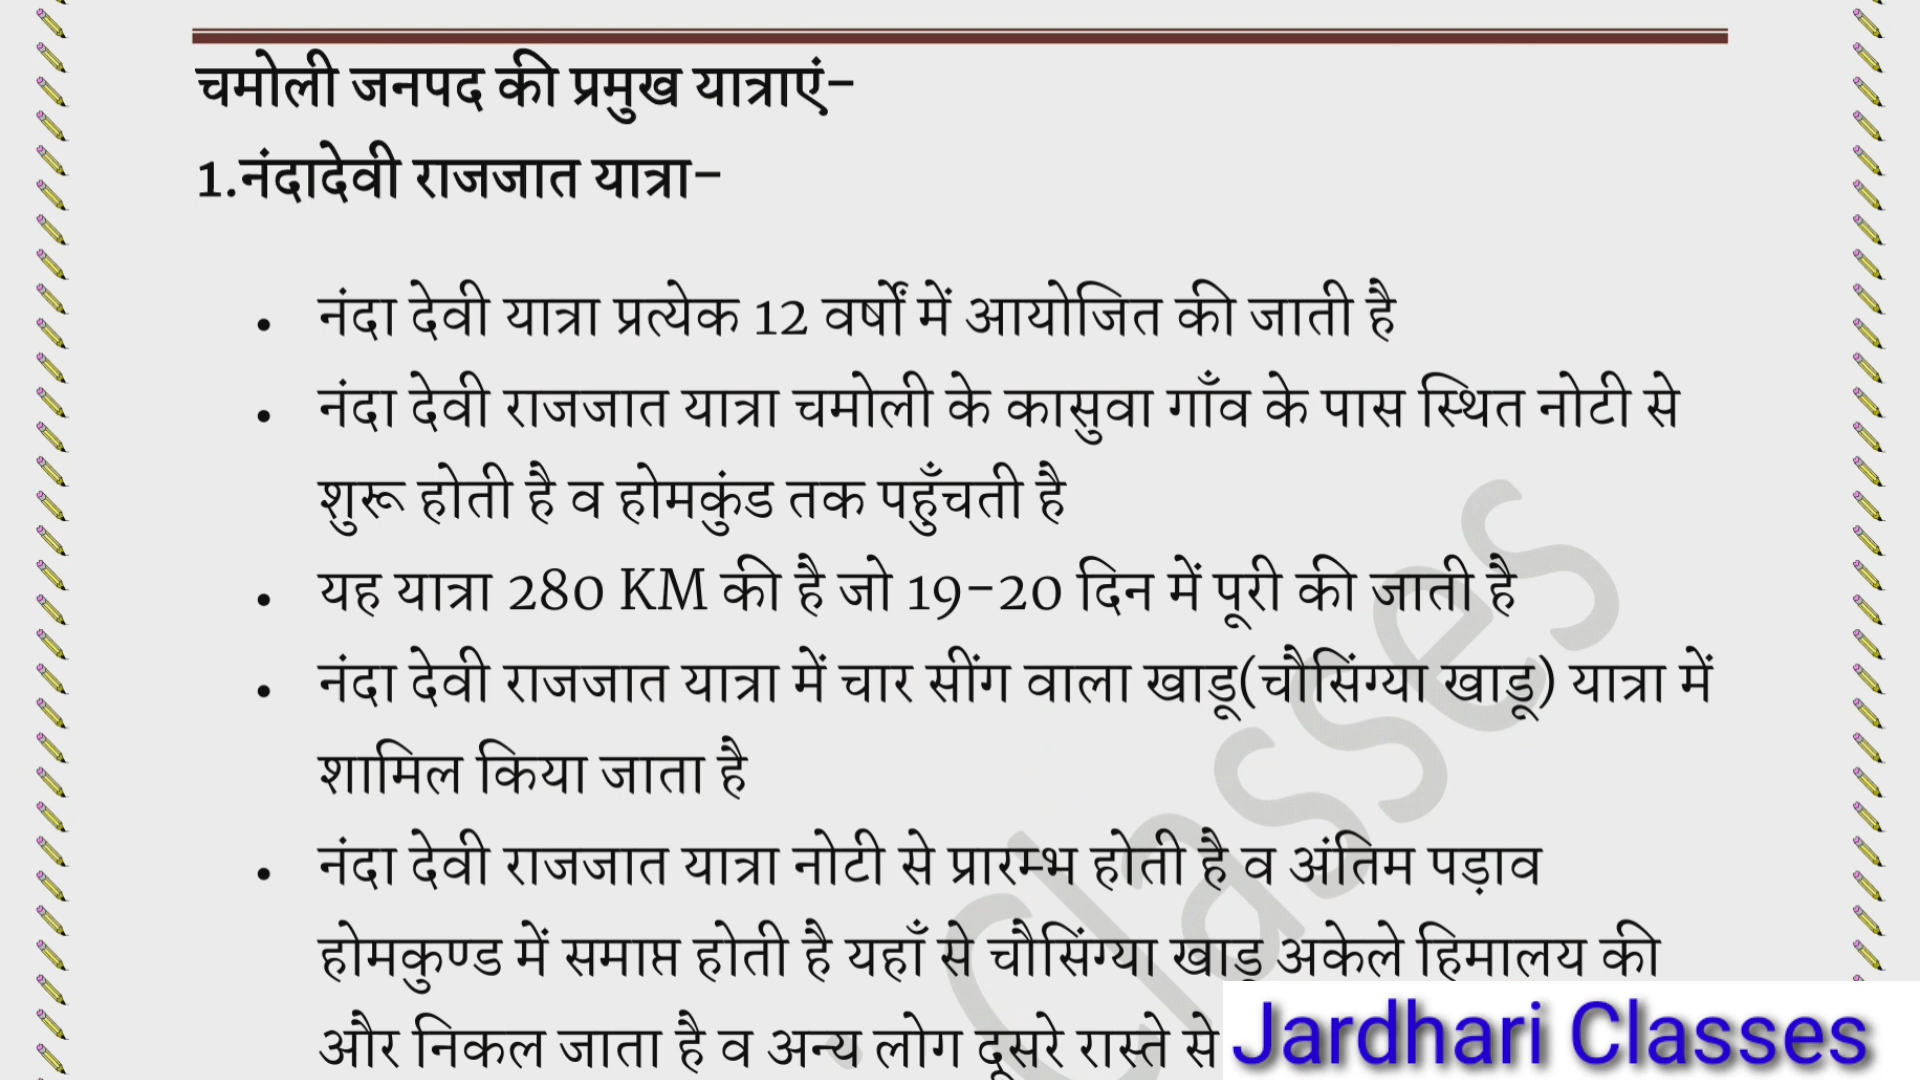 चमोली जनपद की प्रमुख यात्राएं-
1.नंदादेवी राजजात यात्रा-
• नंदा देवी यात्रा प्रत्येक 12 वर्षों में आयोजित की जाती है
• नंदा देवी राजजात यात्रा चमोली के कासुवा गाँव के पास स्थित नोटी से
शुरू होती है व होमकुंड तक पहुँचती है
• यह यात्रा 280 KM की है जो 19-20 दिन में पूरी की जाती है
• नंदा देवी राजजात यात्रा में चार सींग वाला खाडू(चौसिंग्या खाडू) यात्रा में
शामिल किया जाता है
• नंदा देवी राजजात यात्रा नोटी से प्रारम्भ होती है व अंतिम पड़ाव
होमकुण्ड में समाप्त होती है यहाँ से चौसिंग्या खाडू अकेले हिमालय की
और निकल जाता है व अन्य लोग दूसरे रास्ते से
Jardhari Classes
Classes